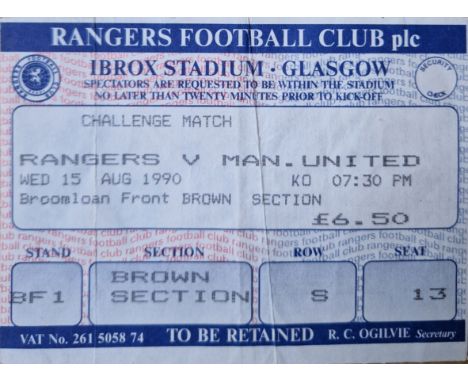 RANGERS FOOTBALL CLUB plc
IBROX STADIUM · GLASGOW
SPECTATORS ARE REQUESTED TO BE WITHIN THE STADIUM
NO LATER THAN TWENTY MINUTES PRIOR TO KICK-OFF
SECURITY
CHECK
CHALLENGE MATCH
RANGERS V MAN.UNITED
WED 15 AUG 1990 KO 07:30 PM
Broomloan Front BROWN SECTION
£6.50
STAND SECTION ROW SEAT
BF1 BROWN SECTION S 13
VAT No. 261 5058 74 TO BE RETAINED R. C. OGILVIE Secretary